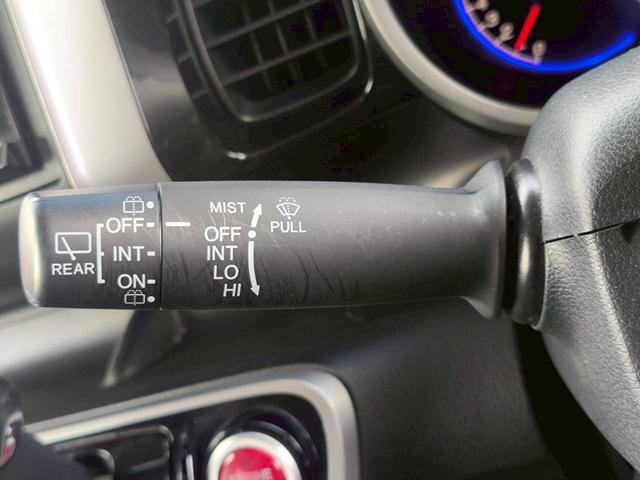 OFF
INT
ON
REAR
MIST
OFF
INT
LO
HI
PULL